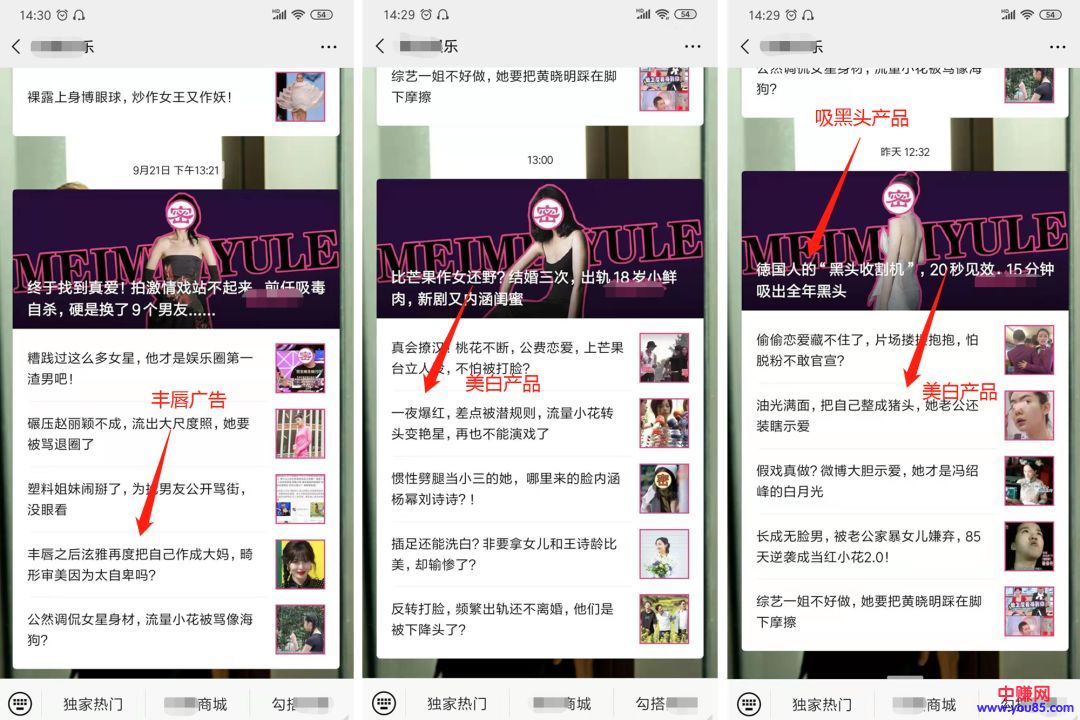 14:30
54
乐
裸露上身博眼球，炒作女王又作妖！
9月21日 下午13:21
密
MEIMEIYULE
终于找到真爱！拍激情戏站不起来，前任吸毒
自杀，硬是换了9个男友……
糟践过这么多女星，他才是娱乐圈第一
渣男吧！
丰唇广告
碾压赵丽颖不成，流出大尺度照，她要
被骂退圈了
塑料姐妹闹掰了，为抢男友公开骂街，
没眼看
丰唇之后泫雅再度把自己作成大妈，畸
形审美因为太自卑吗？
公然调侃女星身材，流量小花被骂像海
狗？
独家热门
商城
勾搭
14:29
54
乐
综艺一姐不好做，她要把黄晓明踩在脚
下摩擦
13:00
密
MEIMEIYULE
比芒果作女还野？结婚三次，出轨18岁小鲜
肉，新剧又内涵闺蜜
真会撩汉！桃花不断，公费恋爱，上芒果
台立人设，不怕被打脸？
美白产品
一夜爆红，差点被潜规则，流量小花转
头变艳星，再也不能演戏了
惯性劈腿当小三的她，哪里来的脸内涵
杨幂刘诗诗？！
密
插足还能洗白？非要拿女儿和王诗龄比
美，却输惨了？
反转打脸，频繁出轨还不离婚，他们是
被下降头了？
独家热门
商城
勾搭
14:29
54
乐
公然调侃女星身材，流量小花被骂像海
狗？
吸黑头产品
昨天 12:32
密
MEIMEIYULE
德国人的“黑头收割机”，20秒见效．15分钟
吸出全年黑头
偷偷恋爱藏不住了，片场搂搂抱抱，怕
脱粉不敢官宣？
美白产品
油光满面，把自己整成猪头，她老公还
装瞎示爱
假戏真做？微博大胆示爱，她才是冯绍
峰的白月光
长成无脸男，被老公家暴女儿嫌弃，85
天逆袭成当红小花2.0！
综艺一姐不好做，她要把黄晓明踩在脚
下摩擦
独家热门
商城
中赚网
www.you85.com